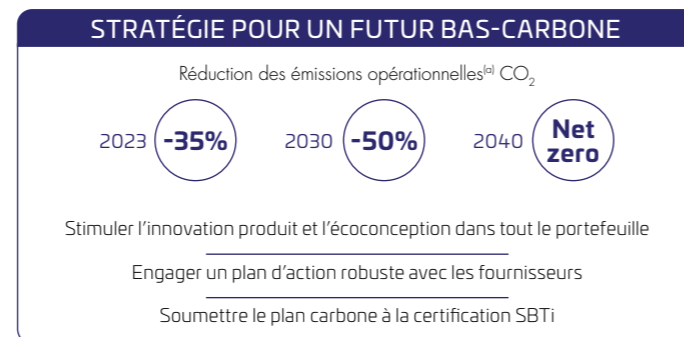 STRATÉGIE POUR UN FUTUR BAS-CARBONE
Réduction des émissions opérationnelles(a) CO2
2023 -35% 2030 -50% 2040 Net zero
Stimuler l'innovation produit et l'écoconception dans tout le portefeuille
Engager un plan d'action robuste avec les fournisseurs
Soumettre le plan carbone à la certification SBTi